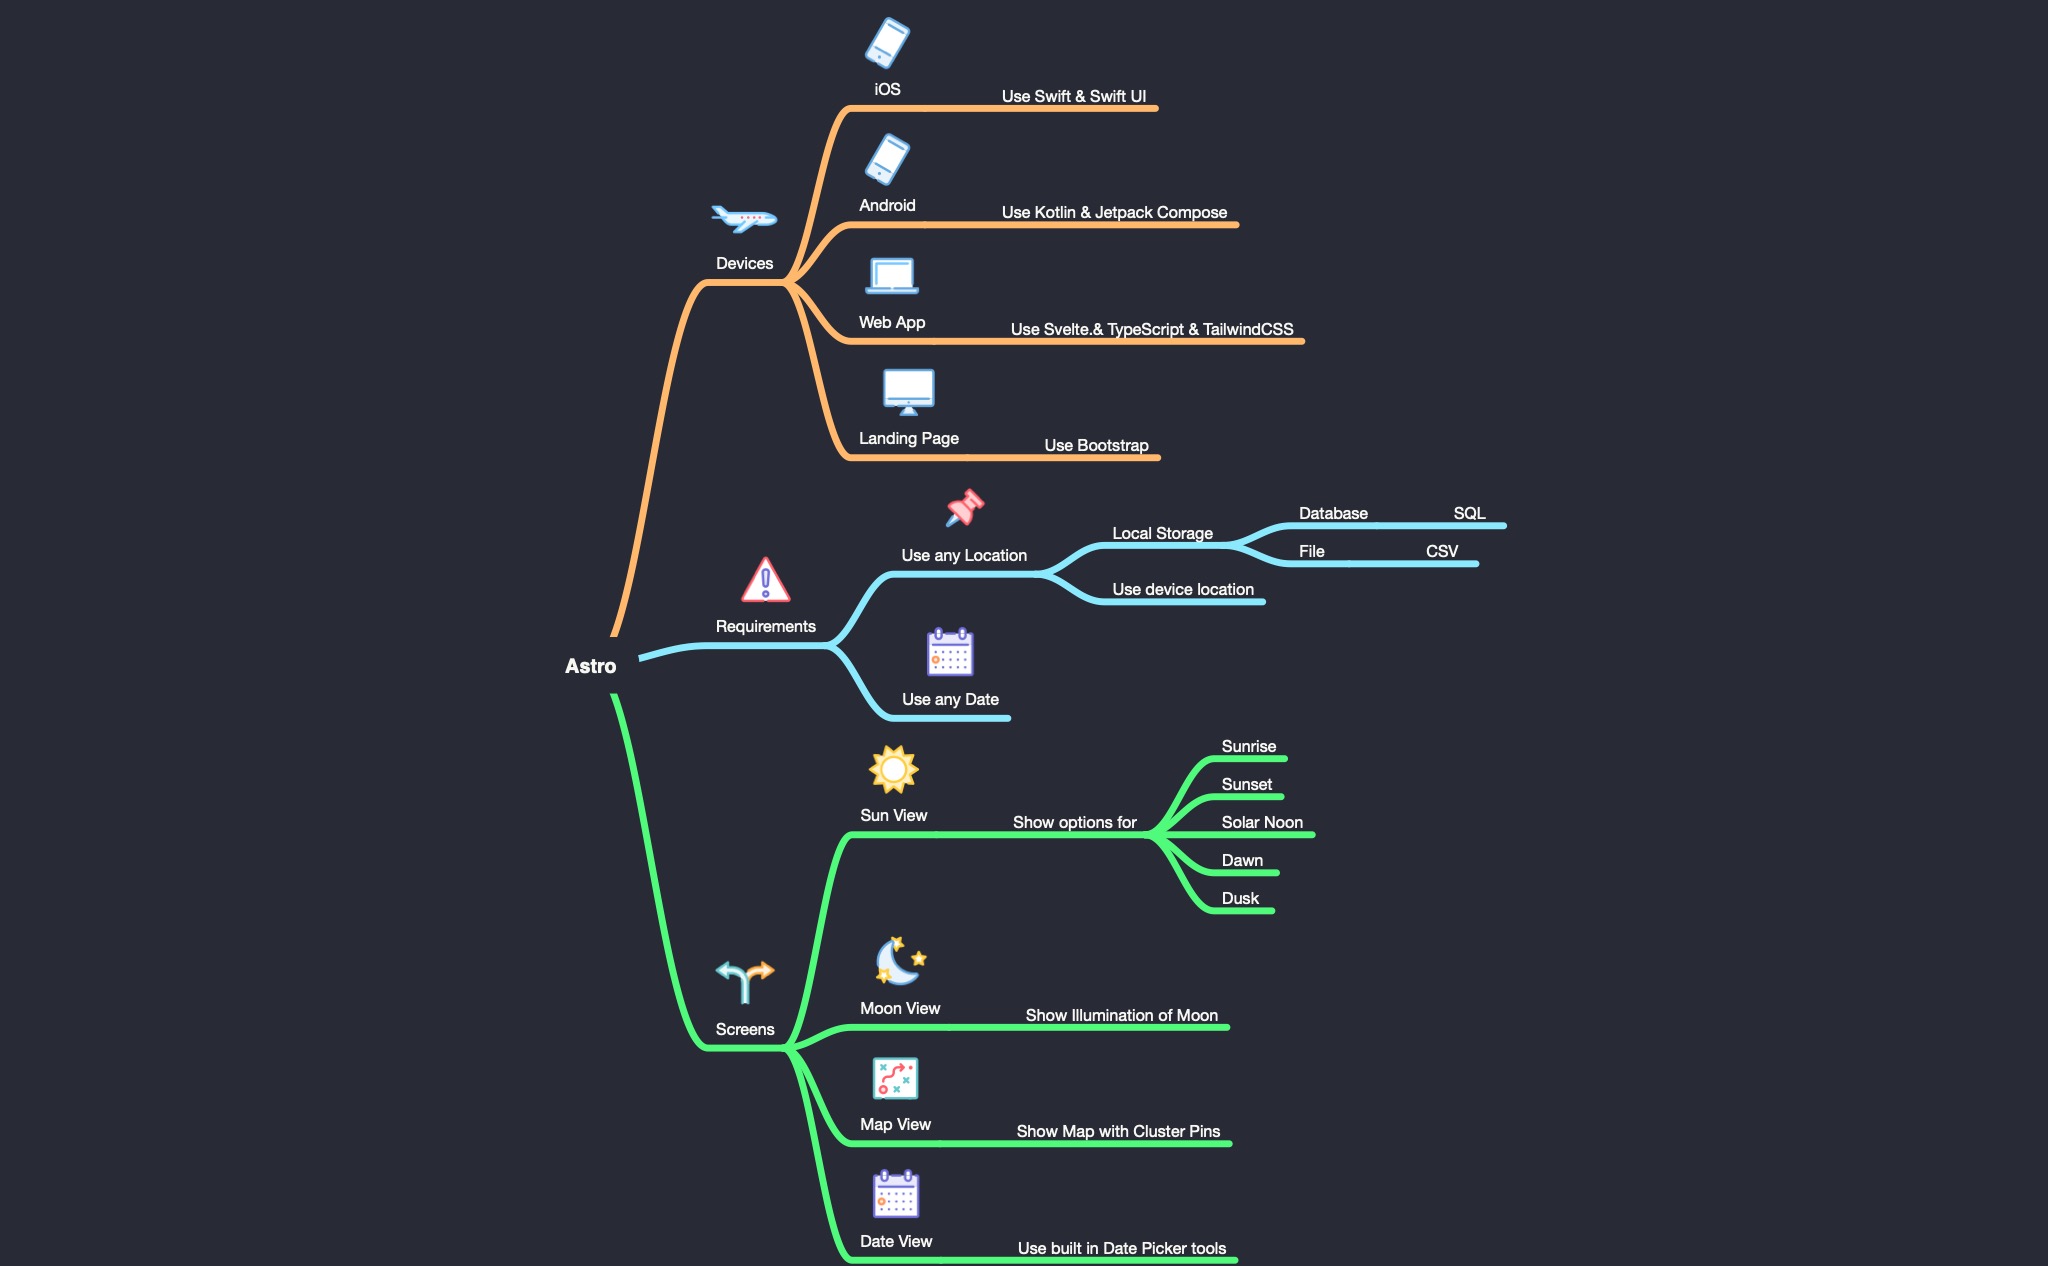 iOS
Use Swift & Swift UI
Android
Use Kotlin & Jetpack Compose
Devices
Web App
Use Svelte.& TypeScript & TailwindCSS
Landing Page
Use Bootstrap
Use any Location
Local Storage
Database
SQL
File
CSV
Use device location
Requirements
Use any Date
Astro
Sun View
Show options for
Sunrise
Sunset
Solar Noon
Dawn
Dusk
Screens
Moon View
Show Illumination of Moon
Map View
Show Map with Cluster Pins
Date View
Use built in Date Picker tools